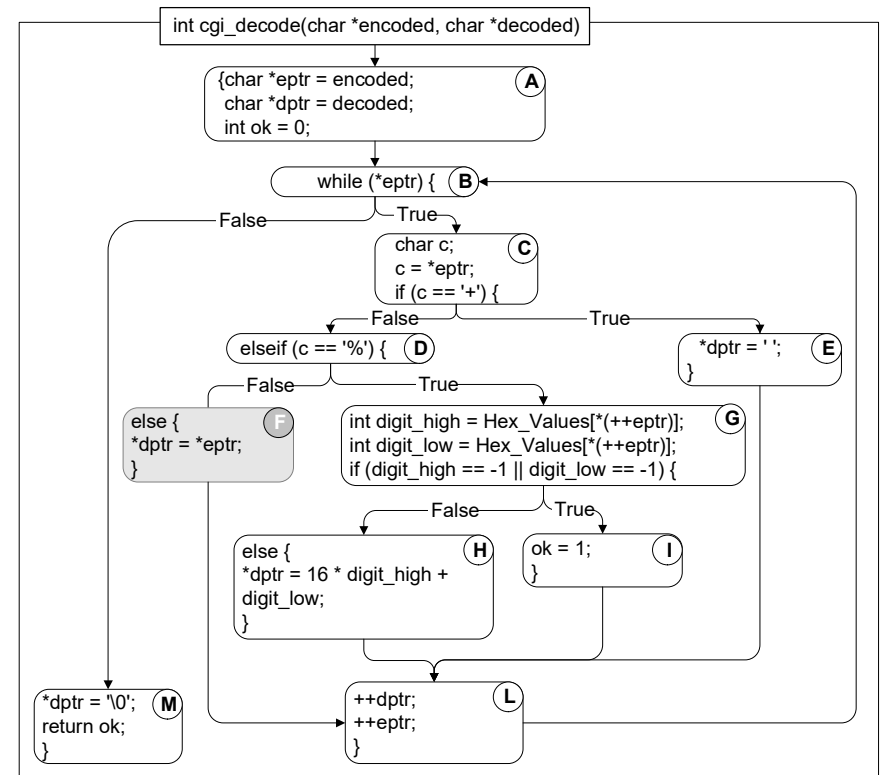 int cgi_decode(char *encoded, char *decoded)
{char *eptr = encoded;
char *dptr = decoded;
int ok = 0;
A
while (*eptr) {
B
False
True
char c;
c = *eptr;
if (c == '+') {
C
False
True
elseif (c == '%') {
D
*dptr = ' ';
}
E
False
True
else {
*dptr = *eptr;
}
F
int digit_high = Hex_Values[*(++eptr)];
int digit_low = Hex_Values[*(++eptr)];
if (digit_high == -1 || digit_low == -1) {
G
False
True
else {
*dptr = 16 * digit_high +
digit_low;
}
H
ok = 1;
}
I
*dptr = '\0';
return ok;
}
M
++dptr;
++eptr;
}
L